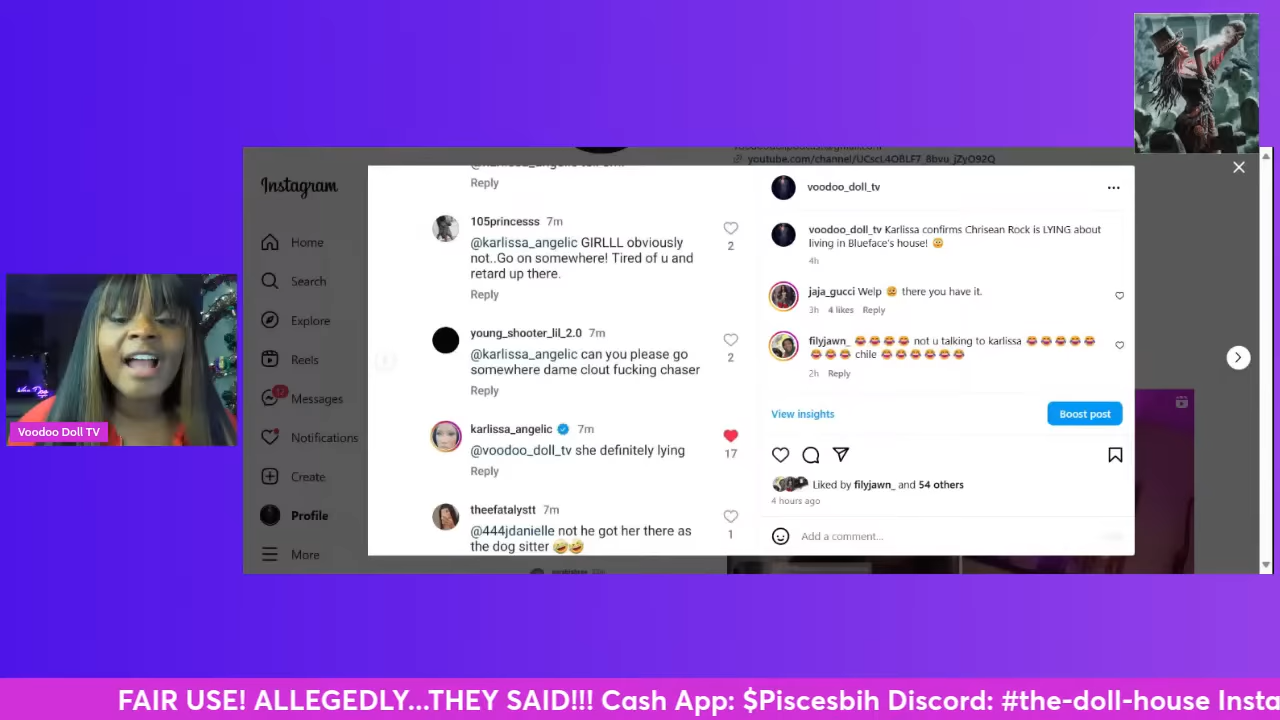 youtube.com/channel/UCscL4OBLF7_8bvu_jZyO92Q
Instagram
Home
Search
Explore
Reels
Messages
Notifications
Create
Profile
More
Reply
105princesss 7m
@karlissa_angelic GIRLLL obviously
not..Go on somewhere! Tired of u and
retard up there.
2
Reply
young_shooter_lil_2.0 7m
@karlissa_angelic can you please go
somewhere dame clout fucking chaser
2
Reply
karlissa_angelic 7m
@voodoo_doll_tv she definitely lying
17
Reply
theefatalystt 7m
@444jdanielle not he got her there as
the dog sitter 🤣🤣
1
voodoo_doll_tv
voodoo_doll_tv Karlissa confirms Chrisean Rock is LYING about
living in Blueface's house!
4h
jaja_gucci Welp there you have it.
3h 4 likes Reply
filyjawn_ 😂😂😂😂 not u talking to karlissa 😂😂😂😂😂
😂😂😂 chile 😂😂😂😂😂😂
2h Reply
View insights
Boost post
Liked by filyjawn_ and 54 others
4 hours ago
Add a comment...
Voodoo Doll TV
FAIR USE! ALLEGEDLY...THEY SAID!!! Cash App: $Piscesbih Discord: #the-doll-house Insta